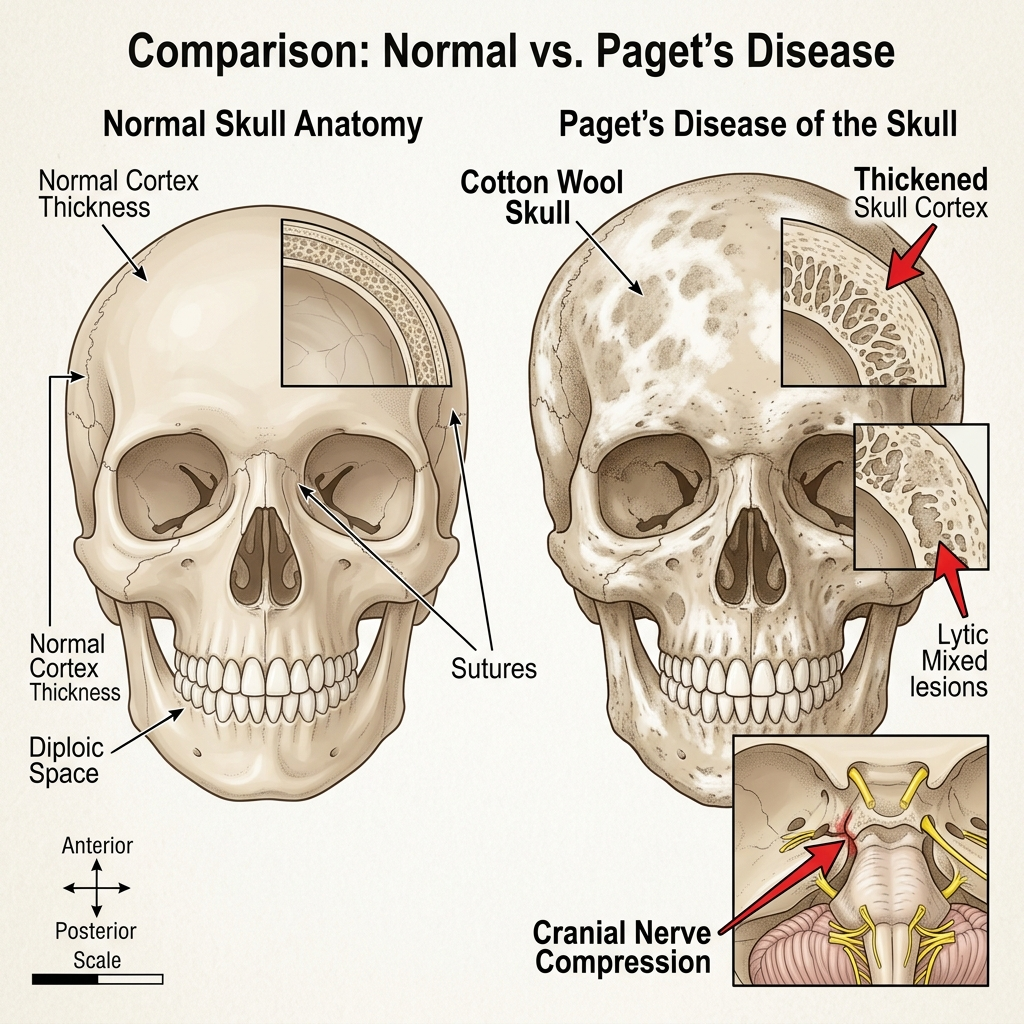 Comparison: Normal vs. Paget's Disease
Normal Skull Anatomy
Paget's Disease of the Skull
Normal Cortex
Thickness
Cotton Wool
Skull
Thickened
Skull Cortex
Normal
Cortex
Thickness
Sutures
Lytic
Mixed
lesions
Diploic
Space
Anterior
Posterior
Scale
Cranial Nerve
Compression